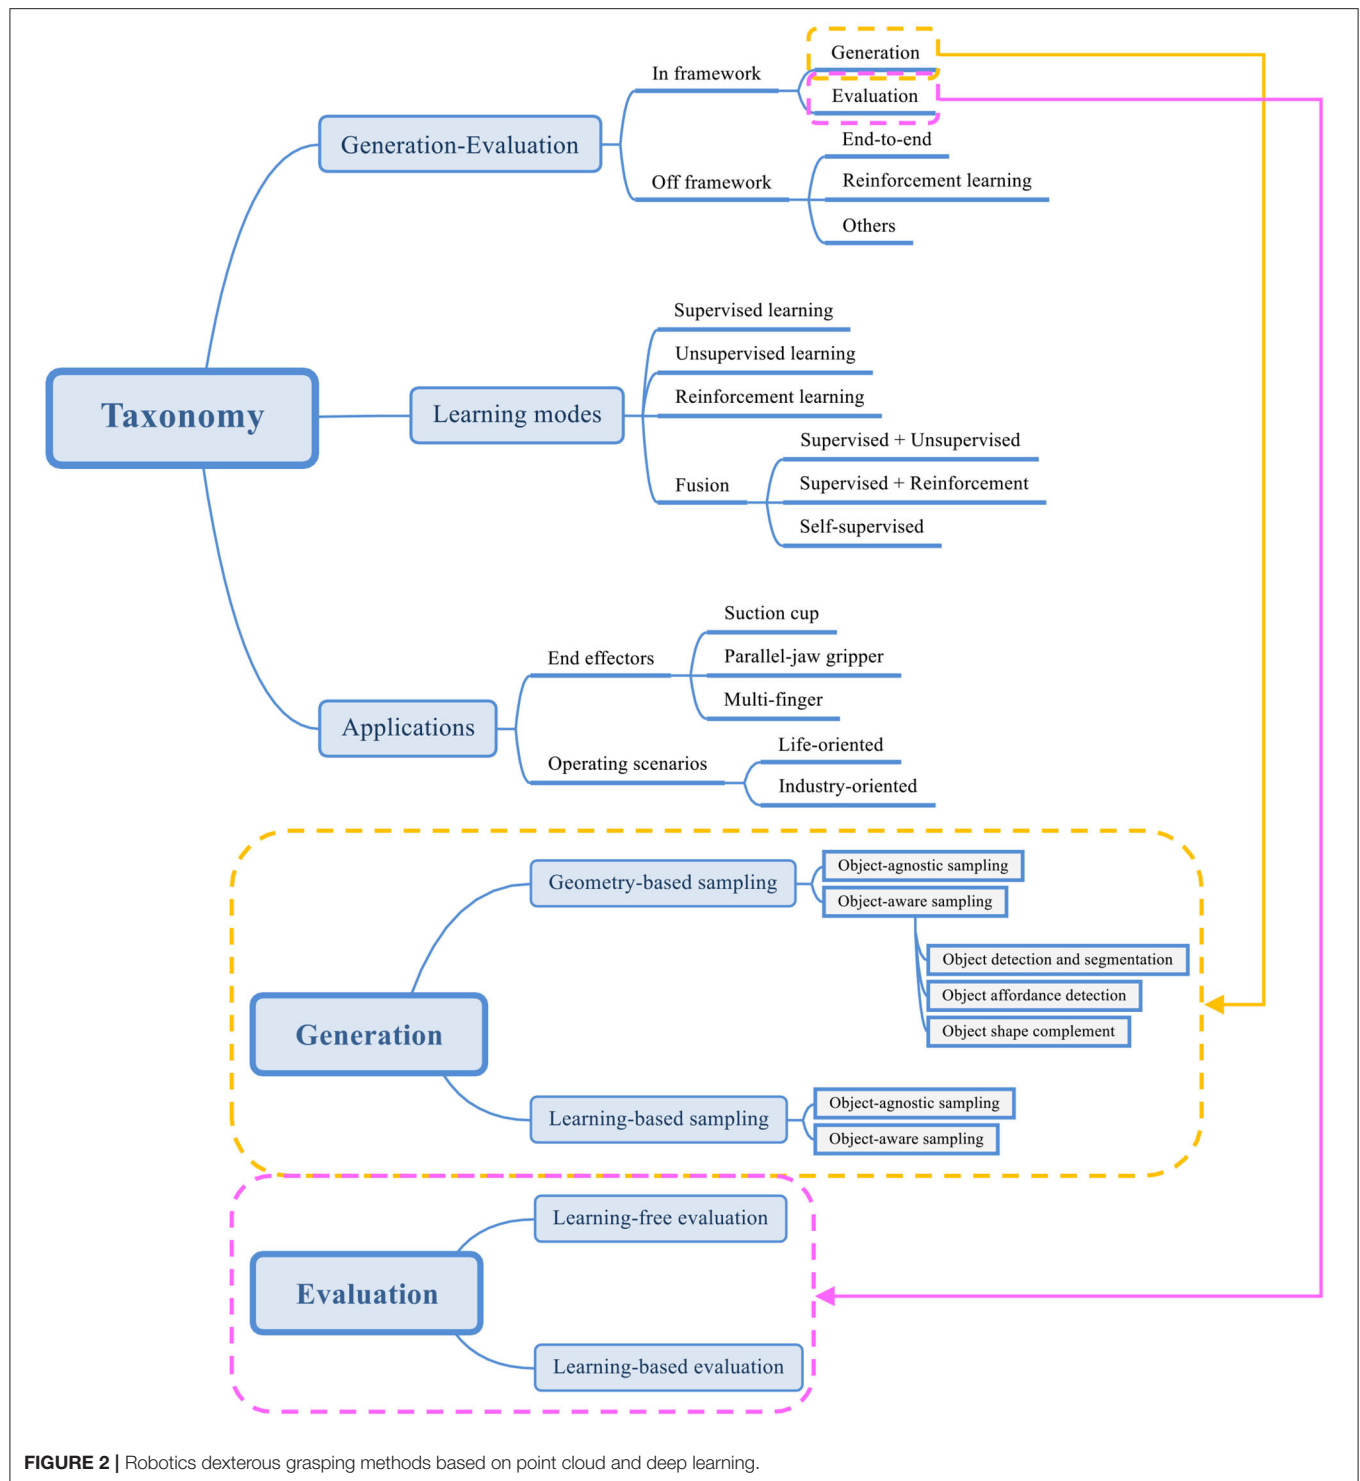 Generation
In framework
Evaluation
Generation-Evaluation
End-to-end
Off framework
Reinforcement learning
Others
Supervised learning
Unsupervised learning
Reinforcement learning
Taxonomy
Learning modes
Supervised + Unsupervised
Fusion
Supervised + Reinforcement
Self-supervised
Suction cup
End effectors
Parallel-jaw gripper
Multi-finger
Applications
Life-oriented
Operating scenarios
Industry-oriented
Object-agnostic sampling
Geometry-based sampling
Object-aware sampling
Object detection and segmentation
Object affordance detection
Object shape complement
Generation
Object-agnostic sampling
Learning-based sampling
Object-aware sampling
Learning-free evaluation
Evaluation
Learning-based evaluation
FIGURE 2 | Robotics dexterous grasping methods based on point cloud and deep learning.